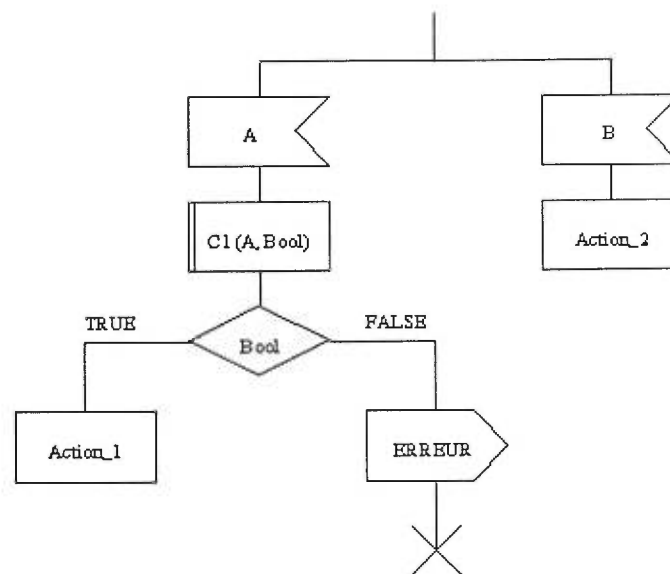 A
B
C1(A,Bool)
Action_2
TRUE
FALSE
Bool
Action_1
ERREUR